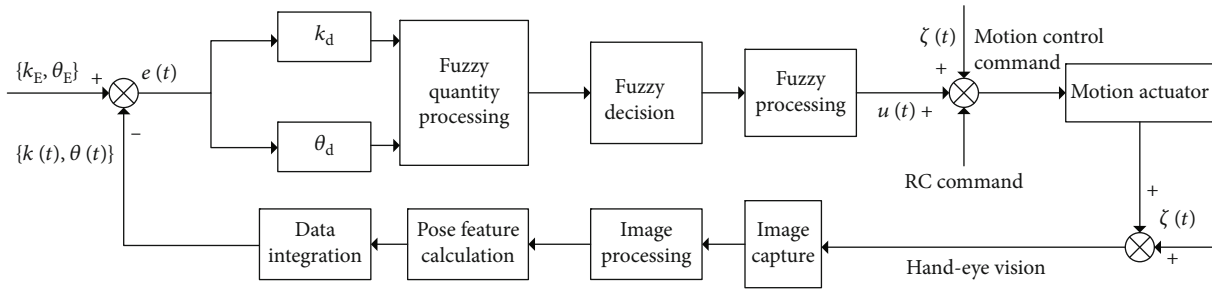 {k_E, θ_E}
+
e (t)
−
{k (t), θ (t)}
k_d
θ_d
Fuzzy
quantity
processing
Fuzzy
decision
Fuzzy
processing
u (t) +
ζ (t)
+
Motion control
command
RC command
Motion actuator
+
ζ (t)
+
Hand-eye vision
Image
capture
Image
processing
Pose feature
calculation
Data
integration